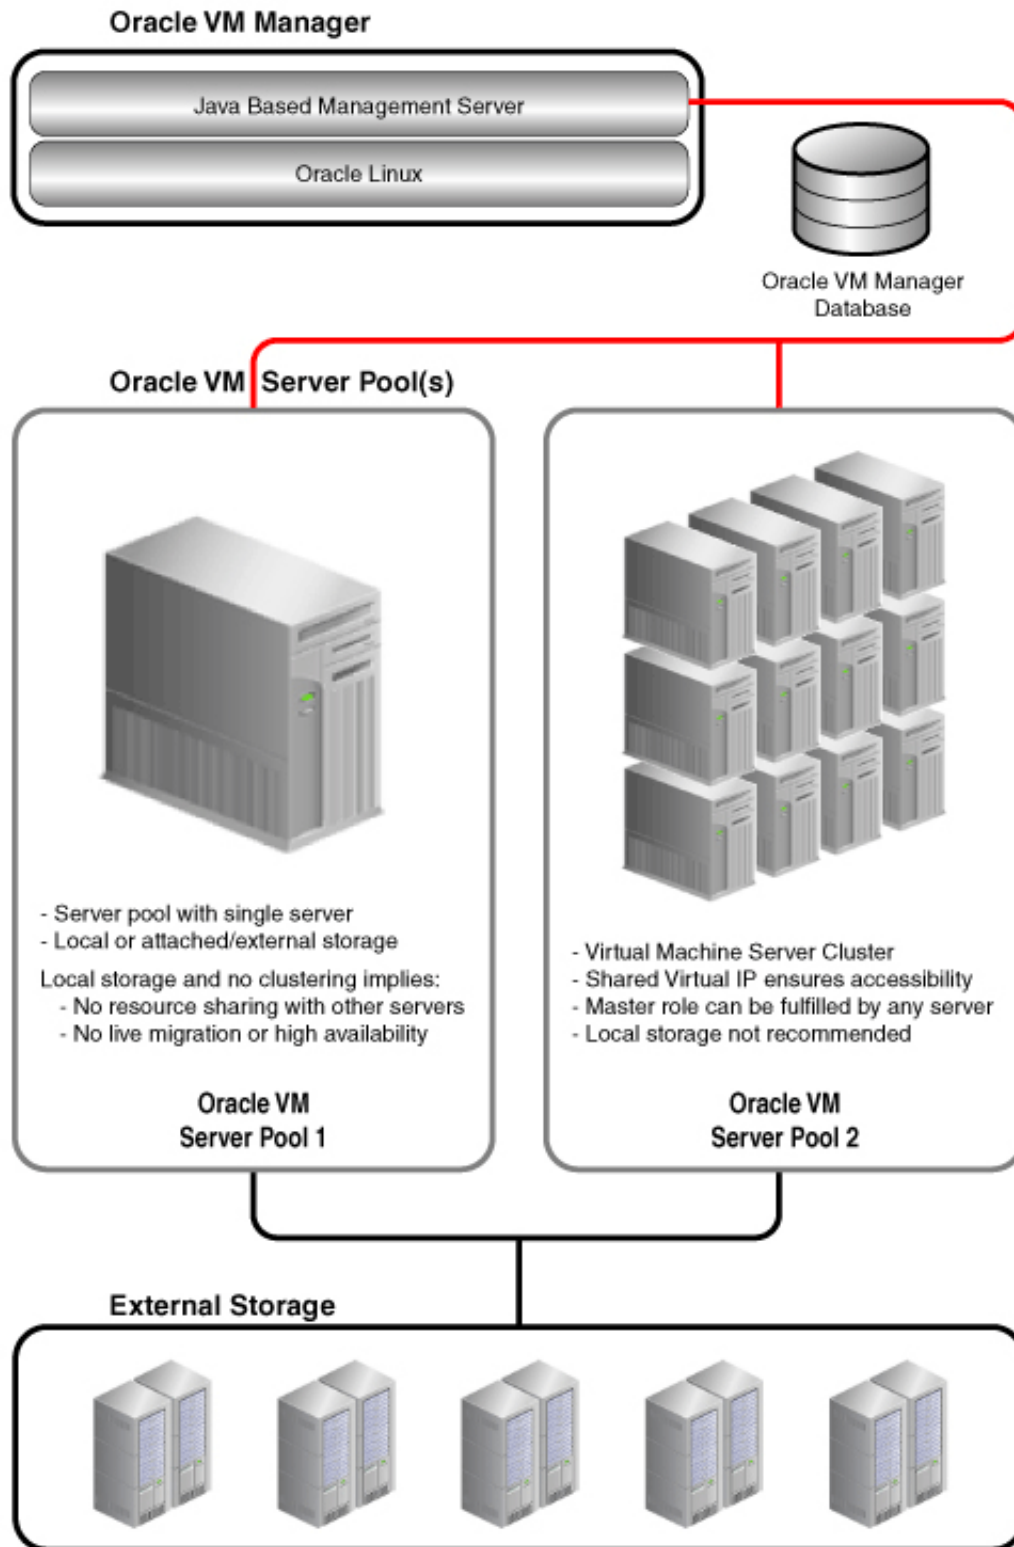 Oracle VM Manager
Java Based Management Server
Oracle Linux
Oracle VM Manager
Database
Oracle VM Server Pool(s)
- Server pool with single server
- Local or attached/external storage
Local storage and no clustering implies:
- No resource sharing with other servers
- No live migration or high availability
Oracle VM
Server Pool 1
- Virtual Machine Server Cluster
- Shared Virtual IP ensures accessibility
- Master role can be fulfilled by any server
- Local storage not recommended
Oracle VM
Server Pool 2
External Storage